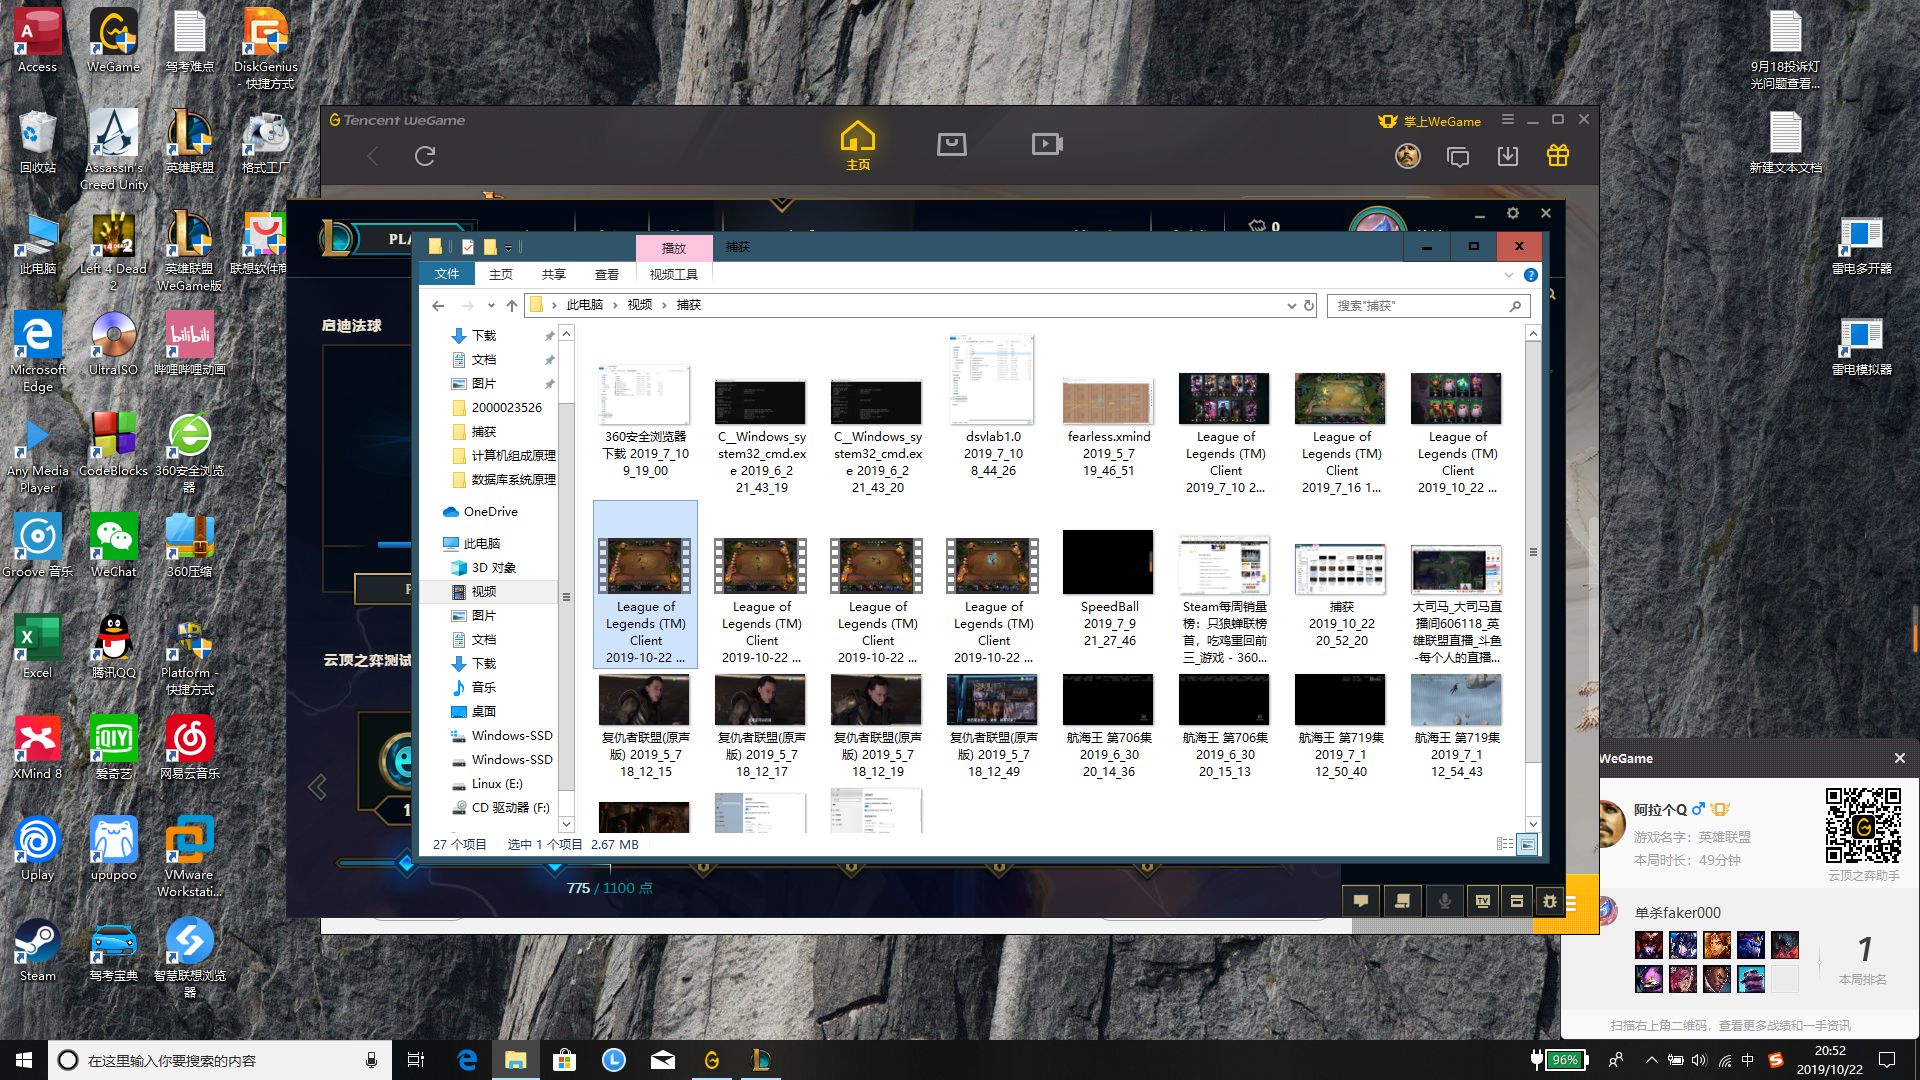 Access
WeGame
驾考难点
DiskGenius
- 快捷方式
回收站
Assassin's
Creed Unity
英雄联盟
格式工厂
此电脑
Left 4 Dead
2
英雄联盟
WeGame版
联想软件商
Microsoft
Edge
UltraISO
哔哩哔哩动画
Any Media
Player
CodeBlocks
360安全浏览
器
Groove 音乐
WeChat
360压缩
Excel
腾讯QQ
Platform -
快捷方式
XMind 8
爱奇艺
网易云音乐
Uplay
upupoo
VMware
Workstati...
Steam
驾考宝典
智慧联想浏览
器
9月18投诉灯
光问题查看...
新建文本文档
雷电多开器
雷电模拟器
Tencent WeGame
主页
掌上WeGame
PLA
0
启迪法球
云顶之弈测试
775 / 1100 点
播放
捕获
文件
主页
共享
查看
视频工具
此电脑
视频
捕获
搜索"捕获"
下载
文档
图片
2000023526
捕获
计算机组成原理
数据库系统原理
OneDrive
此电脑
3D 对象
视频
图片
文档
下载
音乐
桌面
Windows-SSD
Windows-SSD
Linux (E:)
CD 驱动器 (F:)
360安全浏览器
下载 2019_7_10
9_19_00
C__Windows_sy
stem32_cmd.ex
e 2019_6_2
21_43_19
C__Windows_sy
stem32_cmd.ex
e 2019_6_2
21_43_20
dsvlab1.0
2019_7_10
8_44_26
fearless.xmind
2019_5_7
19_46_51
League of
Legends (TM)
Client
2019_7_10 2...
League of
Legends (TM)
Client
2019_7_16 1...
League of
Legends (TM)
Client
2019_10_22 ...
League of
Legends (TM)
Client
2019-10-22 ...
League of
Legends (TM)
Client
2019-10-22 ...
League of
Legends (TM)
Client
2019-10-22 ...
League of
Legends (TM)
Client
2019-10-22 ...
SpeedBall
2019_7_9
21_27_46
Steam每周销量
榜：只狼蝉联榜
首，吃鸡重回前
三_游戏 - 360...
捕获
2019_10_22
20_52_20
大司马_大司马直
播间606118_英
雄联盟直播_斗鱼
-每个人的直播...
复仇者联盟(原声
版) 2019_5_7
18_12_15
复仇者联盟(原声
版) 2019_5_7
18_12_17
复仇者联盟(原声
版) 2019_5_7
18_12_19
复仇者联盟(原声
版) 2019_5_7
18_12_49
航海王 第706集
2019_6_30
20_14_36
航海王 第706集
2019_6_30
20_15_13
航海王 第719集
2019_7_1
12_50_40
航海王 第719集
2019_7_1
12_54_43
27 个项目
选中 1 个项目 2.67 MB
WeGame
阿拉个Q
游戏名字：英雄联盟
本局时长：49分钟
云顶之弈助手
单杀faker000
1
本局排名
扫描右上角二维码，查看更多战绩和一手资讯
在这里输入你要搜索的内容
96%
中
20:52
2019/10/22